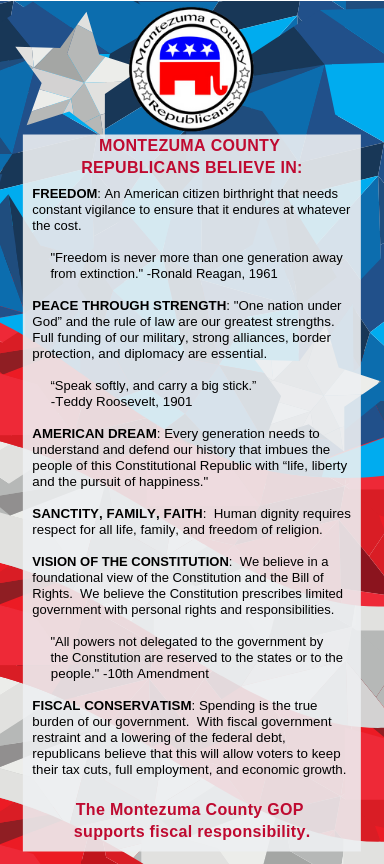 Montezuma County
Republicans
MONTEZUMA COUNTY
REPUBLICANS BELIEVE IN:
FREEDOM: An American citizen birthright that needs
constant vigilance to ensure that it endures at whatever
the cost.
"Freedom is never more than one generation away
from extinction." -Ronald Reagan, 1961
PEACE THROUGH STRENGTH: "One nation under
God” and the rule of law are our greatest strengths.
Full funding of our military, strong alliances, border
protection, and diplomacy are essential.
“Speak softly, and carry a big stick.”
-Teddy Roosevelt, 1901
AMERICAN DREAM: Every generation needs to
understand and defend our history that imbues the
people of this Constitutional Republic with “life, liberty
and the pursuit of happiness."
SANCTITY, FAMILY, FAITH:  Human dignity requires
respect for all life, family, and freedom of religion.
VISION OF THE CONSTITUTION:  We believe in a
foundational view of the Constitution and the Bill of
Rights.  We believe the Constitution prescribes limited
government with personal rights and responsibilities.
"All powers not delegated to the government by
the Constitution are reserved to the states or to the
people." -10th Amendment
FISCAL CONSERVATISM: Spending is the true
burden of our government.  With fiscal government
restraint and a lowering of the federal debt,
republicans believe that this will allow voters to keep
their tax cuts, full employment, and economic growth.
The Montezuma County GOP
supports fiscal responsibility.